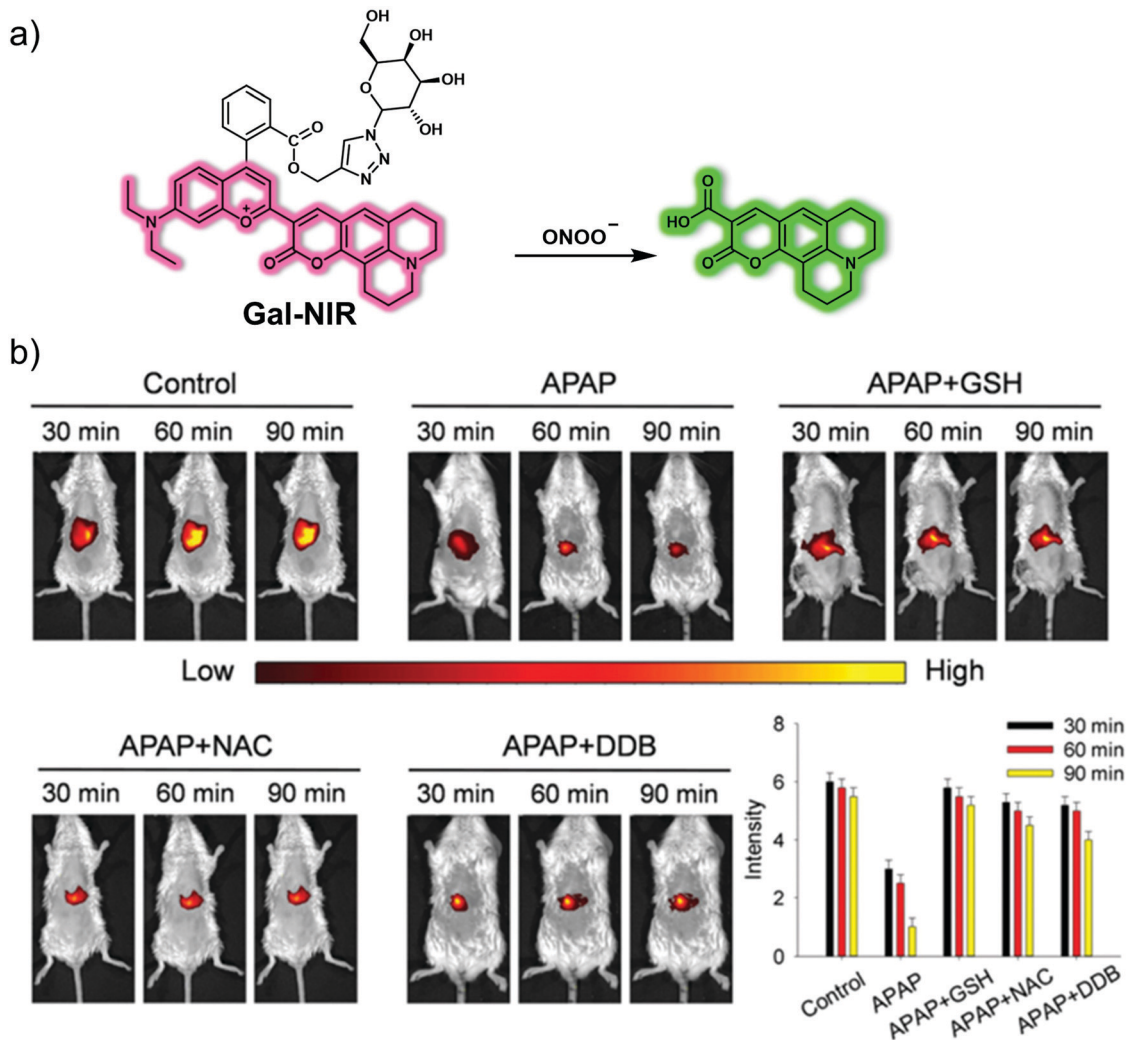 a)
OH
OH
OH
O
OH
O
C
O
N
N
N
N
O
+
O
O
N
Gal-NIR
ONOO⁻
O
HO
O
O
N
b)
Control
30 min 60 min 90 min
APAP
30 min 60 min 90 min
APAP+GSH
30 min 60 min 90 min
Low
High
APAP+NAC
30 min 60 min 90 min
APAP+DDB
30 min 60 min 90 min
8
6
4
2
0
Intensity
30 min
60 min
90 min
Control
APAP
APAP+GSH
APAP+NAC
APAP+DDB